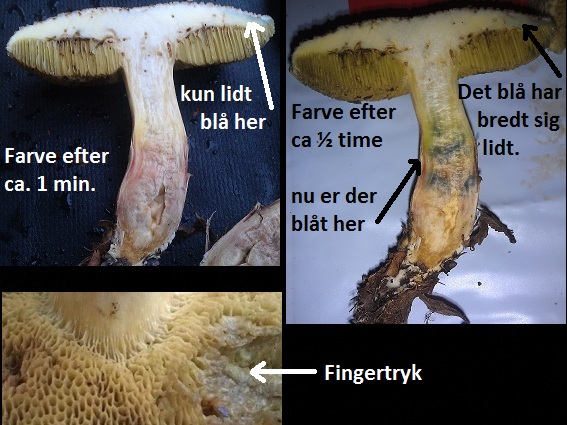 kun lidt
blå her
Farve efter
ca. 1 min.
Farve efter
ca ½ time
Det blå har
bredt sig
lidt.
nu er der
blåt her
Fingertryk